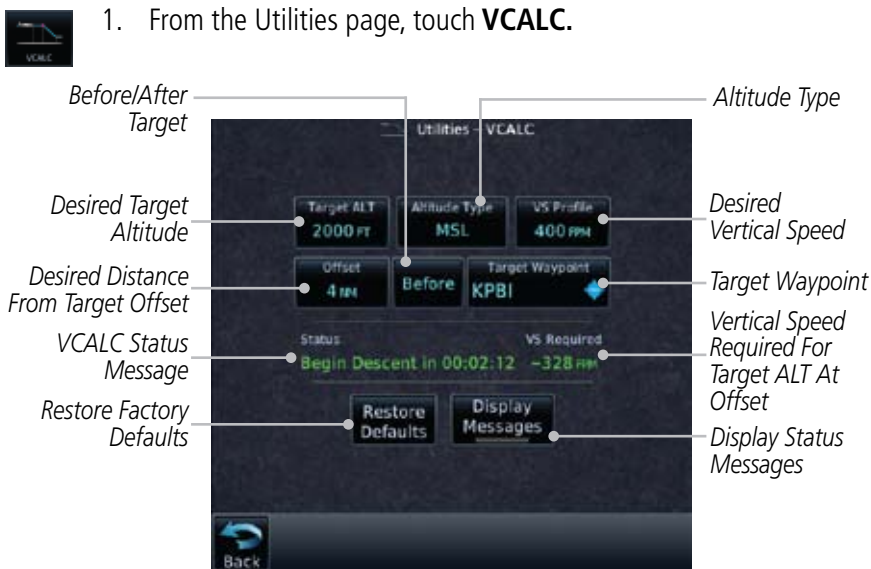 1. From the Utilities page, touch VCALC.
VCALC
Before/After
Target
Altitude Type
Utilities – VCALC
Desired Target
Altitude
Target ALT
2000 FT
Altitude Type
MSL
VS Profile
400 FPM
Desired
Vertical Speed
Desired Distance
From Target Offset
Offset
4 NM
Before
Target Waypoint
KPBI
Target Waypoint
VCALC Status
Message
Status
Begin Descent in 00:02:12
VS Required
-328 FPM
Vertical Speed
Required For
Target ALT At
Offset
Restore Factory
Defaults
Restore
Defaults
Display
Messages
Display Status
Messages
Back